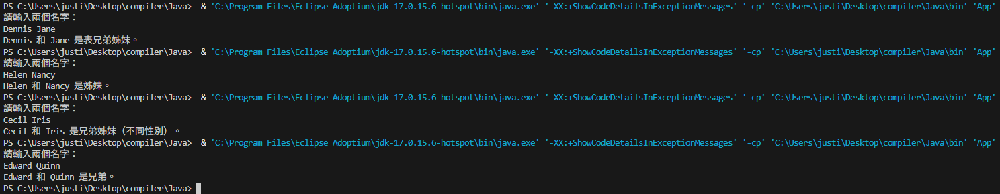 PS C:\Users\justi\Desktop\compiler\Java>  & 'C:\Program Files\Eclipse Adoptium\jdk-17.0.15.6-hotspot\bin\java.exe' '-XX:+ShowCodeDetailsInExceptionMessages' '-cp' 'C:\Users\justi\Desktop\compiler\Java\bin' 'App'
請輸入兩個名字：
Dennis Jane
Dennis 和 Jane 是表兄弟姊妹。
PS C:\Users\justi\Desktop\compiler\Java>  & 'C:\Program Files\Eclipse Adoptium\jdk-17.0.15.6-hotspot\bin\java.exe' '-XX:+ShowCodeDetailsInExceptionMessages' '-cp' 'C:\Users\justi\Desktop\compiler\Java\bin' 'App'
請輸入兩個名字：
Helen Nancy
Helen 和 Nancy 是姊妹。
PS C:\Users\justi\Desktop\compiler\Java>  & 'C:\Program Files\Eclipse Adoptium\jdk-17.0.15.6-hotspot\bin\java.exe' '-XX:+ShowCodeDetailsInExceptionMessages' '-cp' 'C:\Users\justi\Desktop\compiler\Java\bin' 'App'
請輸入兩個名字：
Cecil Iris
Cecil 和 Iris 是兄弟姊妹（不同性別）。
PS C:\Users\justi\Desktop\compiler\Java>  & 'C:\Program Files\Eclipse Adoptium\jdk-17.0.15.6-hotspot\bin\java.exe' '-XX:+ShowCodeDetailsInExceptionMessages' '-cp' 'C:\Users\justi\Desktop\compiler\Java\bin' 'App'
請輸入兩個名字：
Edward Quinn
Edward 和 Quinn 是兄弟。
PS C:\Users\justi\Desktop\compiler\Java>